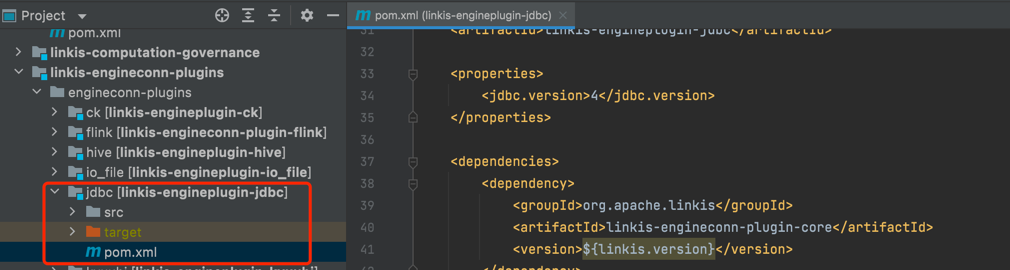 Project
pom.xml
linkis-computation-governance
linkis-engineconn-plugins
engineconn-plugins
ck [linkis-engineplugin-ck]
flink [linkis-engineconn-plugin-flink]
hive [linkis-engineplugin-hive]
io_file [linkis-engineplugin-io_file]
jdbc [linkis-engineplugin-jdbc]
src
target
pom.xml
pom.xml (linkis-engineplugin-jdbc)
31 <artifactId>linkis-engineplugin-jdbc</artifactId>
32
33 <properties>
34 <jdbc.version>4</jdbc.version>
35 </properties>
36
37 <dependencies>
38 <dependency>
39 <groupId>org.apache.linkis</groupId>
40 <artifactId>linkis-engineconn-plugin-core</artifactId>
41 <version>${linkis.version}</version>
</dependency>